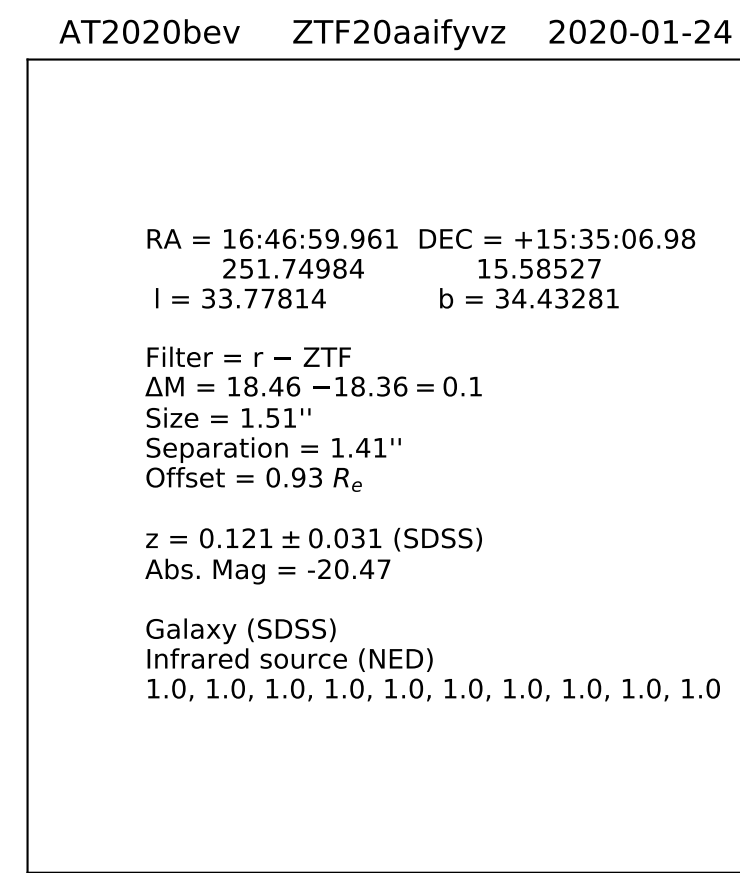 AT2020bev ZTF20aaifyvz 2020-01-24
RA = 16:46:59.961 DEC = +15:35:06.98
251.74984 15.58527
l = 33.77814 b = 34.43281
Filter = r − ZTF
ΔM = 18.46 −18.36 = 0.1
Size = 1.51''
Separation = 1.41''
Offset = 0.93 Re
z = 0.121 ± 0.031 (SDSS)
Abs. Mag = -20.47
Galaxy (SDSS)
Infrared source (NED)
1.0, 1.0, 1.0, 1.0, 1.0, 1.0, 1.0, 1.0, 1.0, 1.0